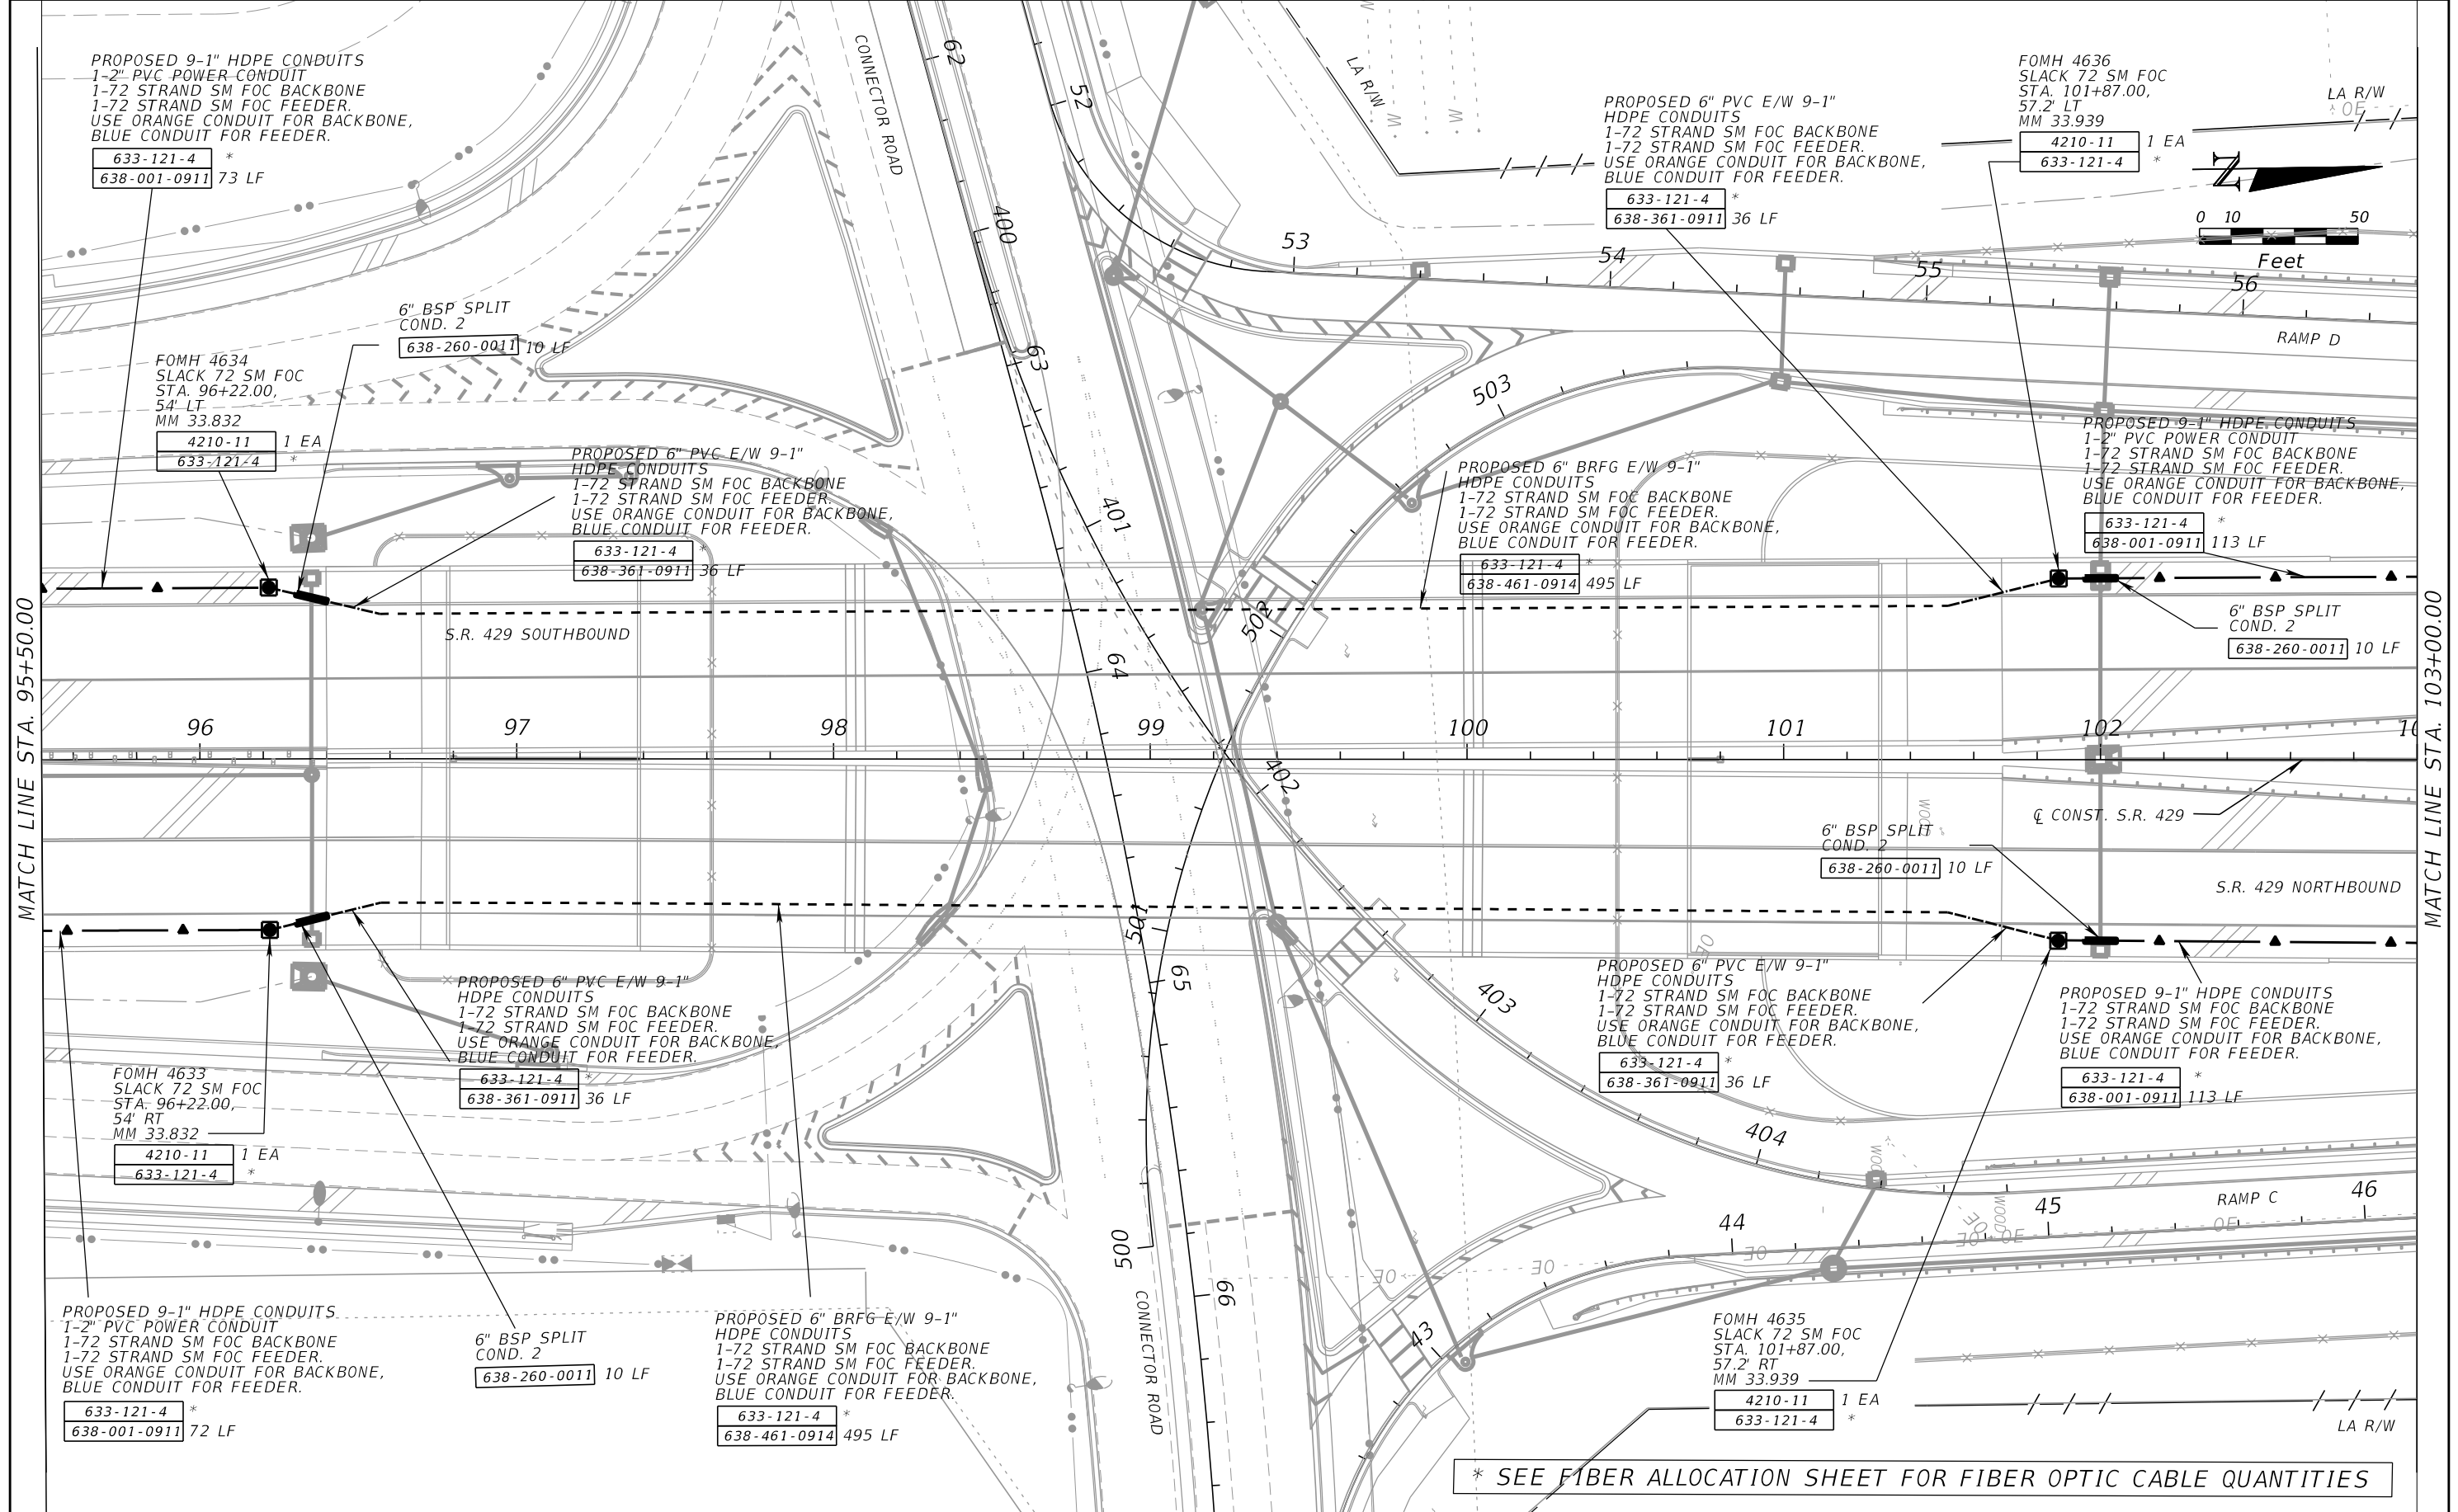 PROPOSED 9-1" HDPE CONDUITS
1-2" PVC POWER CONDUIT
1-72 STRAND SM FOC BACKBONE
1-72 STRAND SM FOC FEEDER.
USE ORANGE CONDUIT FOR BACKBONE,
BLUE CONDUIT FOR FEEDER.
633-121-4 *
638-001-0911 73 LF
CONNECTOR ROAD
62
52
400
LA R/W
W
W
W
PROPOSED 6" PVC E/W 9-1"
HDPE CONDUITS
1-72 STRAND SM FOC BACKBONE
1-72 STRAND SM FOC FEEDER.
USE ORANGE CONDUIT FOR BACKBONE,
BLUE CONDUIT FOR FEEDER.
633-121-4 *
638-361-0911 36 LF
FOMH 4636
SLACK 72 SM FOC
STA. 101+87.00,
57.2' LT
MM 33.939
4210-11 1 EA
633-121-4 *
LA R/W
OE
N
0 10 50
Feet
53
54
55
56
RAMP D
6" BSP SPLIT
COND. 2
638-260-0011 10 LF
FOMH 4634
SLACK 72 SM FOC
STA. 96+22.00,
54' LT
MM 33.832
4210-11 1 EA
633-121-4 *
63
503
PROPOSED 6" PVC E/W 9-1"
HDPE CONDUITS
1-72 STRAND SM FOC BACKBONE
1-72 STRAND SM FOC FEEDER.
USE ORANGE CONDUIT FOR BACKBONE,
BLUE CONDUIT FOR FEEDER.
633-121-4 *
638-361-0911 36 LF
401
PROPOSED 6" BRFG E/W 9-1"
HDPE CONDUITS
1-72 STRAND SM FOC BACKBONE
1-72 STRAND SM FOC FEEDER.
USE ORANGE CONDUIT FOR BACKBONE,
BLUE CONDUIT FOR FEEDER.
633-121-4 *
638-461-0914 495 LF
PROPOSED 9-1" HDPE CONDUITS
1-2" PVC POWER CONDUIT
1-72 STRAND SM FOC BACKBONE
1-72 STRAND SM FOC FEEDER.
USE ORANGE CONDUIT FOR BACKBONE,
BLUE CONDUIT FOR FEEDER.
633-121-4 *
638-001-0911 113 LF
6" BSP SPLIT
COND. 2
638-260-0011 10 LF
MATCH LINE STA. 95+50.00
MATCH LINE STA. 103+00.00
S.R. 429 SOUTHBOUND
502
64
96
97
98
99
100
101
102
10
402
WOOD
℄ CONST. S.R. 429
6" BSP SPLIT
COND. 2
638-260-0011 10 LF
S.R. 429 NORTHBOUND
501
OE
65
403
PROPOSED 6" PVC E/W 9-1"
HDPE CONDUITS
1-72 STRAND SM FOC BACKBONE
1-72 STRAND SM FOC FEEDER.
USE ORANGE CONDUIT FOR BACKBONE,
BLUE CONDUIT FOR FEEDER.
633-121-4 *
638-361-0911 36 LF
PROPOSED 6" PVC E/W 9-1"
HDPE CONDUITS
1-72 STRAND SM FOC BACKBONE
1-72 STRAND SM FOC FEEDER.
USE ORANGE CONDUIT FOR BACKBONE,
BLUE CONDUIT FOR FEEDER.
633-121-4 *
638-361-0911 36 LF
PROPOSED 9-1" HDPE CONDUITS
1-72 STRAND SM FOC BACKBONE
1-72 STRAND SM FOC FEEDER.
USE ORANGE CONDUIT FOR BACKBONE,
BLUE CONDUIT FOR FEEDER.
633-121-4 *
638-001-0911 113 LF
FOMH 4633
SLACK 72 SM FOC
STA. 96+22.00,
54' RT
MM 33.832
4210-11 1 EA
633-121-4 *
404
WOOD
WOOD
44
45
46
RAMP C
OE
OE
OE
OE
OE
OE
OE
500
66
43
CONNECTOR ROAD
PROPOSED 9-1" HDPE CONDUITS
1-2" PVC POWER CONDUIT
1-72 STRAND SM FOC BACKBONE
1-72 STRAND SM FOC FEEDER.
USE ORANGE CONDUIT FOR BACKBONE,
BLUE CONDUIT FOR FEEDER.
633-121-4 *
638-001-0911 72 LF
6" BSP SPLIT
COND. 2
638-260-0011 10 LF
PROPOSED 6" BRFG E/W 9-1"
HDPE CONDUITS
1-72 STRAND SM FOC BACKBONE
1-72 STRAND SM FOC FEEDER.
USE ORANGE CONDUIT FOR BACKBONE,
BLUE CONDUIT FOR FEEDER.
633-121-4 *
638-461-0914 495 LF
FOMH 4635
SLACK 72 SM FOC
STA. 101+87.00,
57.2' RT
MM 33.939
4210-11 1 EA
633-121-4 *
LA R/W
* SEE FIBER ALLOCATION SHEET FOR FIBER OPTIC CABLE QUANTITIES